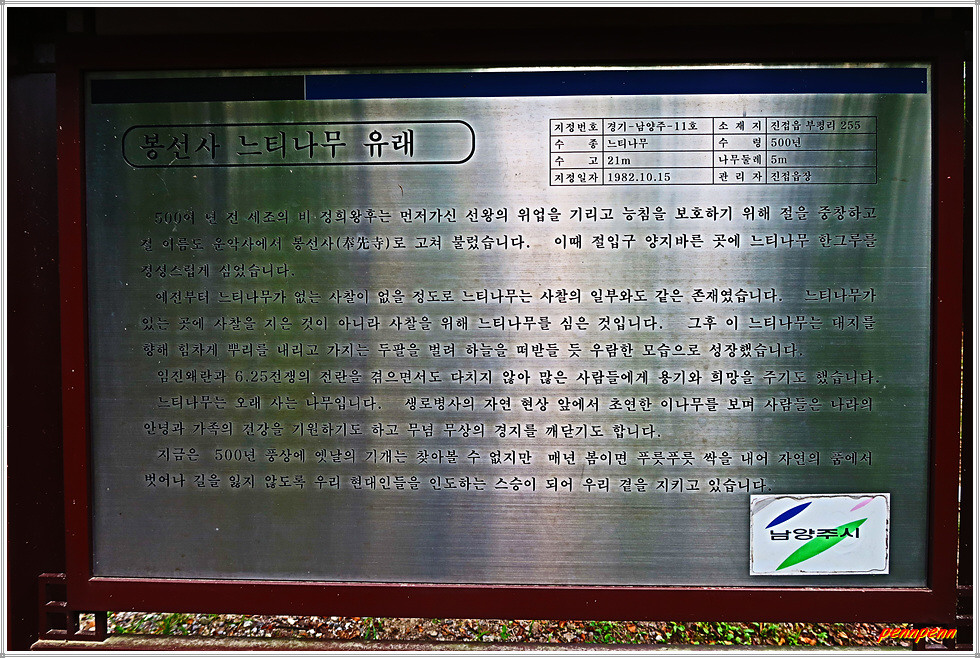 봉선사 느티나무 유래
지정번호 경기-남양주-11호 소 재 지 진접읍 부평리 255
수 종 느티나무 수 령 500년
수 고 21m 나무둘레 5m
지정일자 1982.10.15 관 리 자 진접읍장
500여 년 전 세조의 비 정희왕후는 먼저가신 선왕의 위업을 기리고 능침을 보호하기 위해 절을 중창하고
절 이름도 운악사에서 봉선사(奉先寺)로 고쳐 불렀습니다. 이때 절입구 양지바른 곳에 느티나무 한그루를
정성스럽게 심었습니다.
예전부터 느티나무가 없는 사찰이 없을 정도로 느티나무는 사찰의 일부와도 같은 존재였습니다. 느티나무가
있는 곳에 사찰을 지은 것이 아니라 사찰을 위해 느티나무를 심은 것입니다. 그후 이 느티나무는 대지를
향해 힘차게 뿌리를 내리고 가지는 두팔을 벌려 하늘을 떠받들 듯 우람한 모습으로 성장했습니다.
임진왜란과 6.25전쟁의 전란을 겪으면서도 다치지 않아 많은 사람들에게 용기와 희망을 주기도 했습니다.
느티나무는 오래 사는 나무입니다. 생로병사의 자연 현상 앞에서 초연한 이나무를 보며 사람들은 나라의
안녕과 가족의 건강을 기원하기도 하고 무념 무상의 경지를 깨닫기도 합니다.
지금은 500년 풍상에 옛날의 기개는 찾아볼 수 없지만 매년 봄이면 푸릇푸릇 싹을 내어 자연의 품에서
벗어나 길을 잃지 않도록 우리 현대인들을 인도하는 스승이 되어 우리 곁을 지키고 있습니다.
남양주시
pennpenn